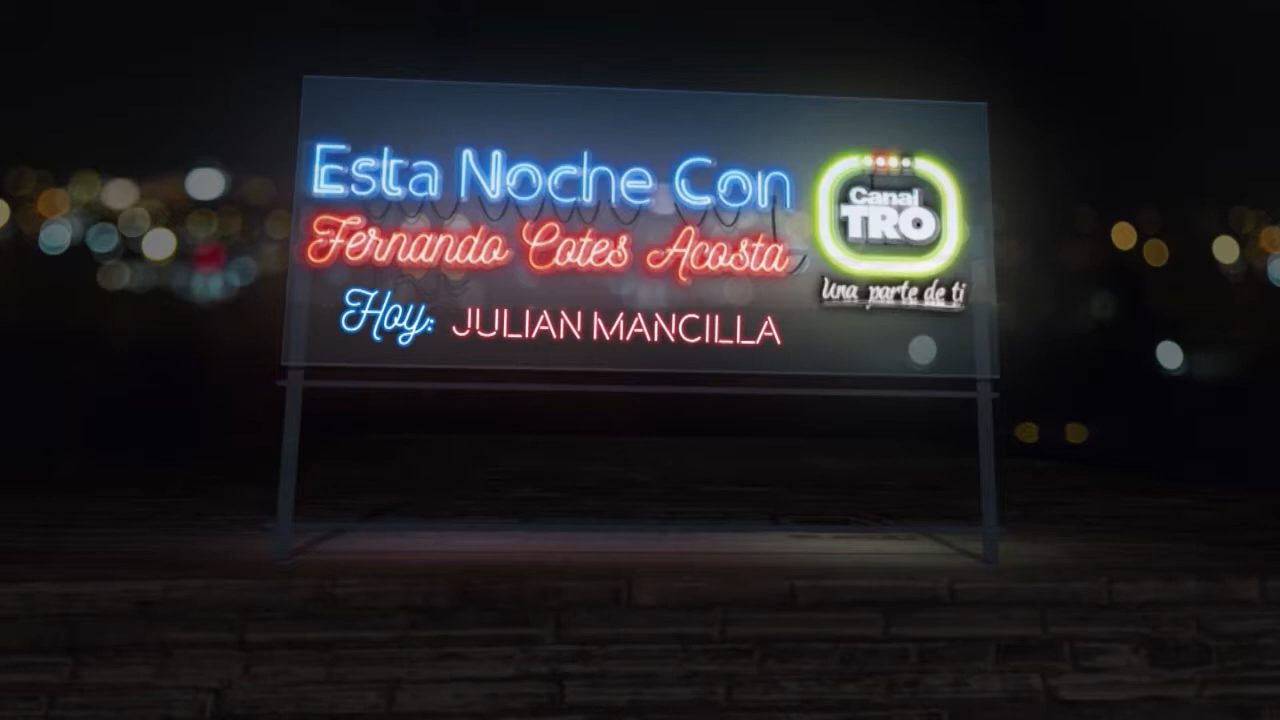 Esta Noche Con
Fernando Cotes Acosta
Hoy: JULIAN MANCILLA
Canal
TRO
Una parte de ti